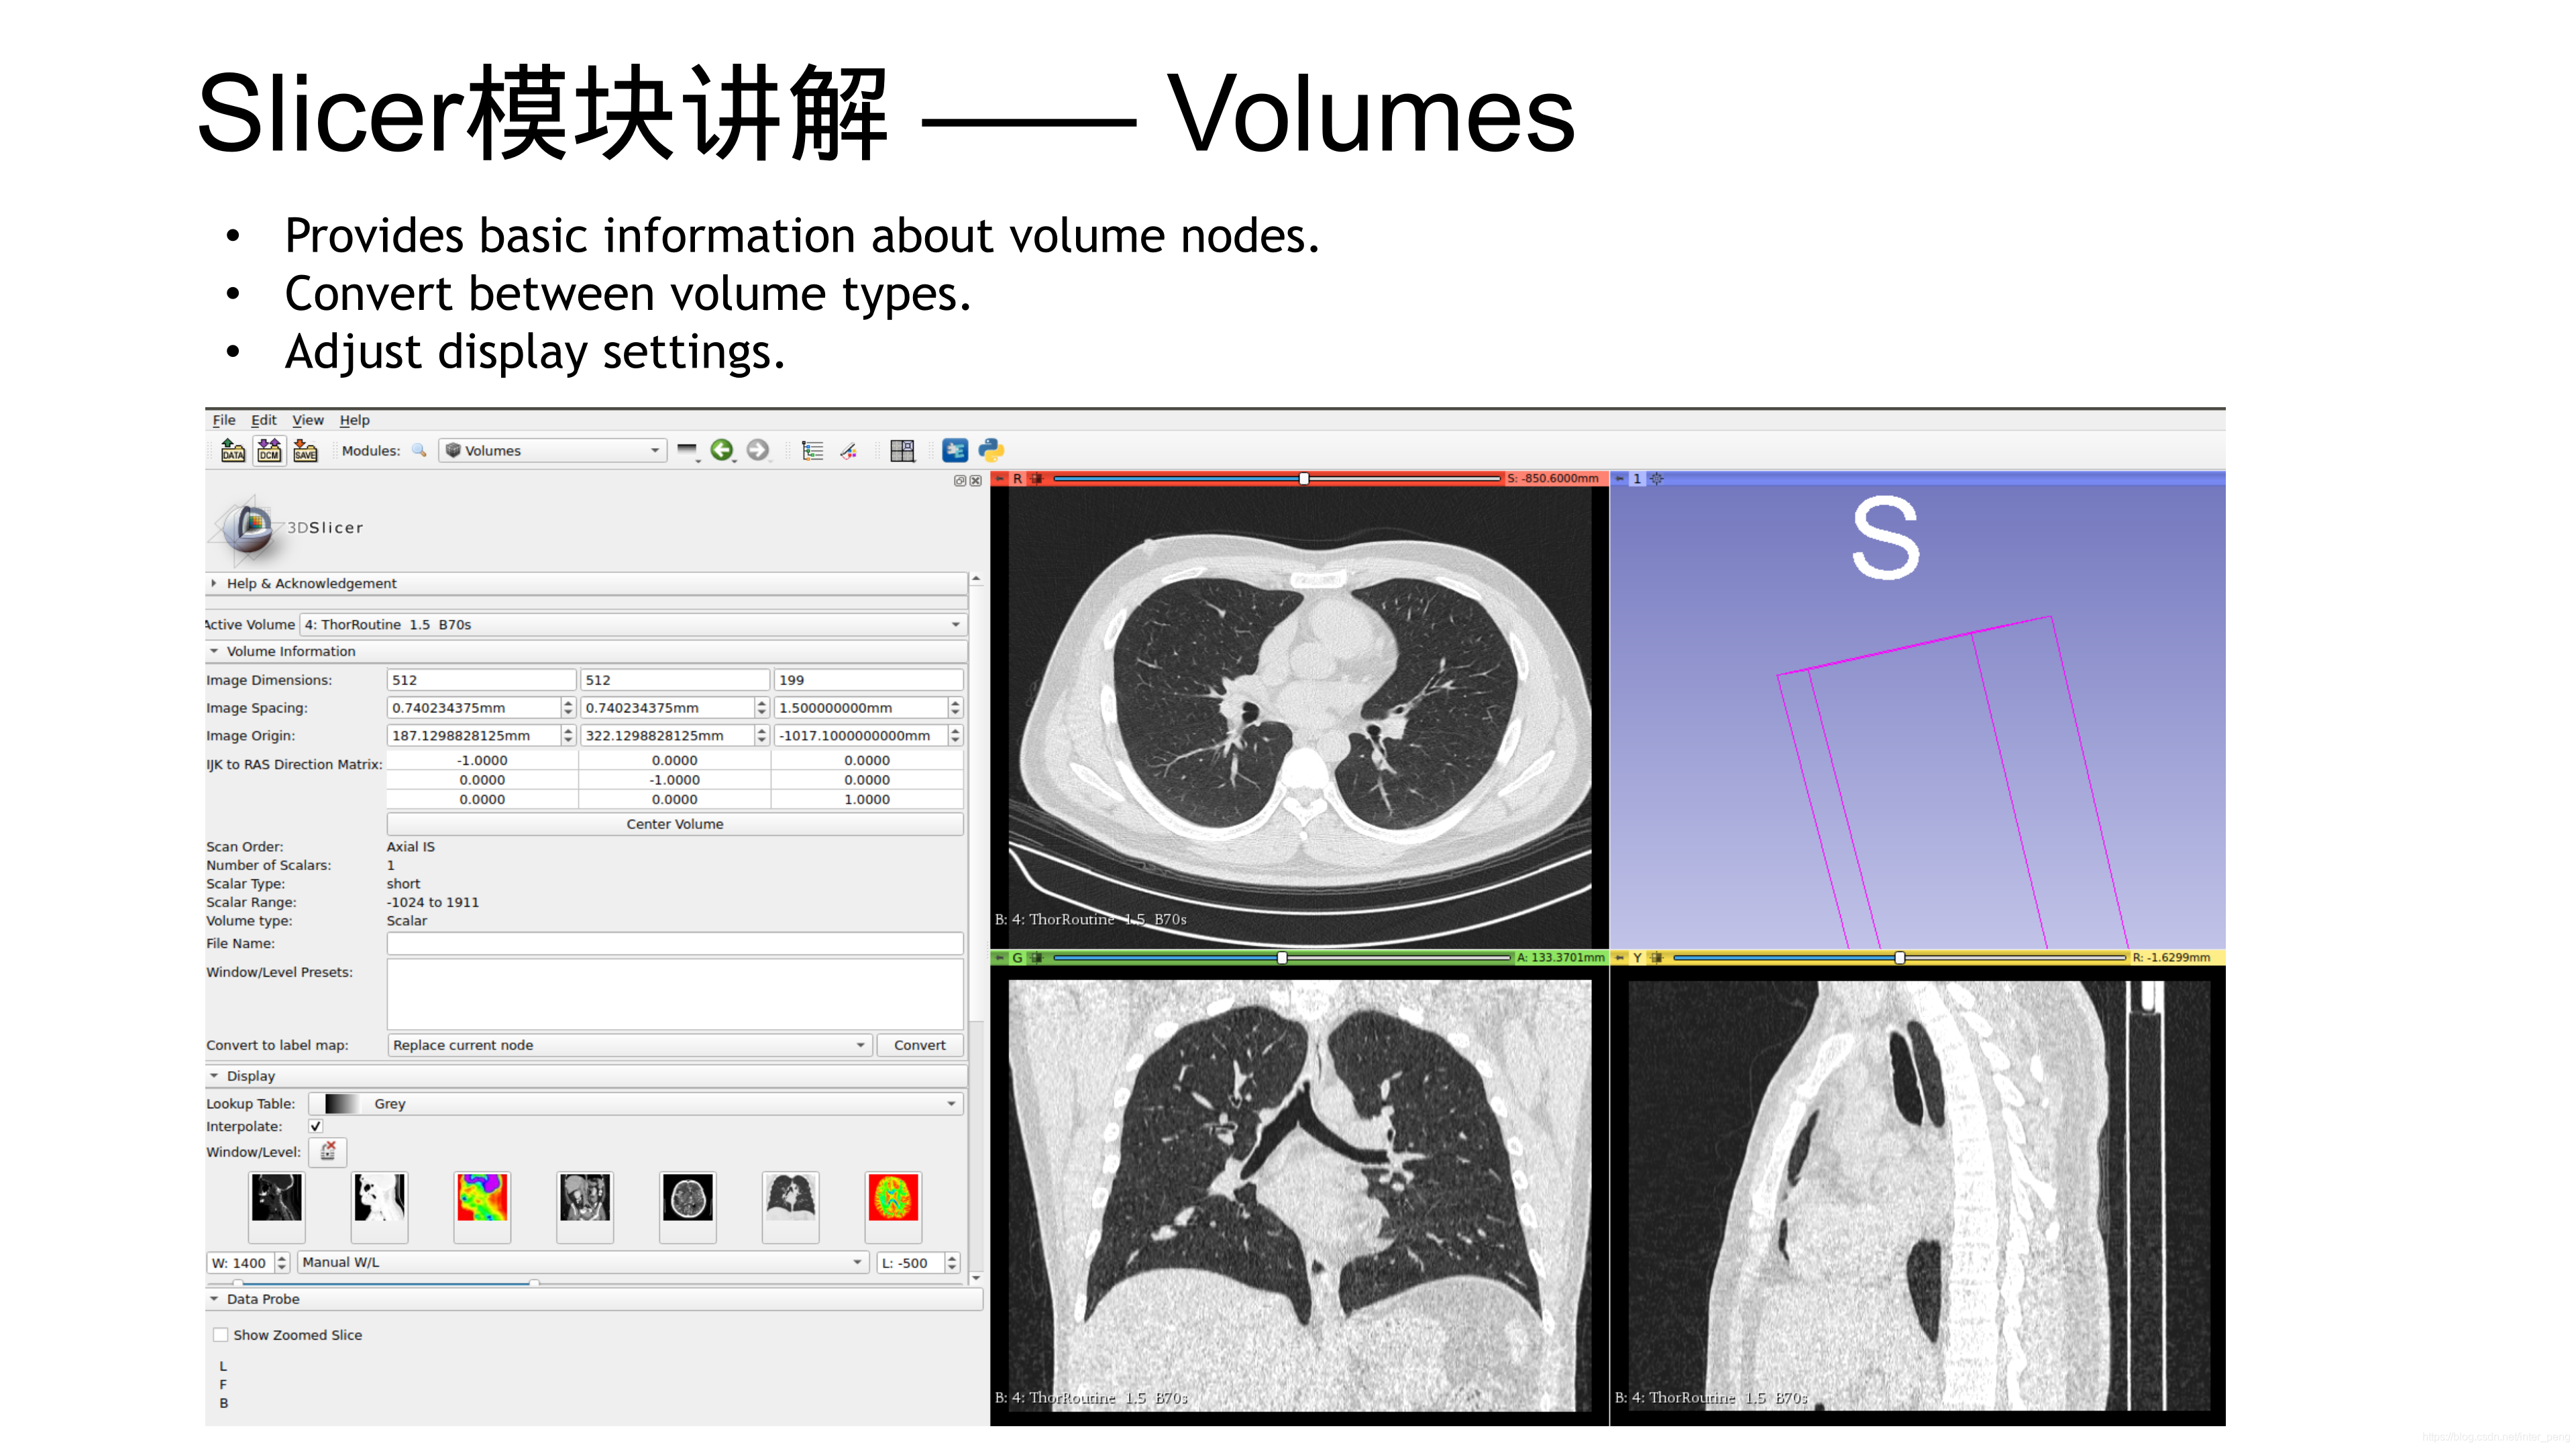 Slicer模块讲解 —— Volumes
• Provides basic information about volume nodes.
• Convert between volume types.
• Adjust display settings.
File Edit View Help
DATA DCM SAVE Modules: Volumes
3DSlicer
Help & Acknowledgement
Active Volume 4: ThorRoutine 1.5 B70s
Volume Information
Image Dimensions: 512 512 199
Image Spacing: 0.740234375mm 0.740234375mm 1.500000000mm
Image Origin: 187.1298828125mm 322.1298828125mm -1017.1000000000mm
IJK to RAS Direction Matrix: -1.0000 0.0000 0.0000
0.0000 -1.0000 0.0000
0.0000 0.0000 1.0000
Center Volume
Scan Order: Axial IS
Number of Scalars: 1
Scalar Type: short
Scalar Range: -1024 to 1911
Volume type: Scalar
File Name:
Window/Level Presets:
Convert to label map: Replace current node Convert
Display
Lookup Table: Grey
Interpolate:
Window/Level:
W: 1400 Manual W/L L: -500
Data Probe
Show Zoomed Slice
L
F
B
R S: -850.6000mm
B: 4: ThorRoutine 1.5 B70s
1
S
G A: 133.3701mm
B: 4: ThorRoutine 1.5 B70s
Y R: -1.6299mm
B: 4: ThorRoutine 1.5 B70s